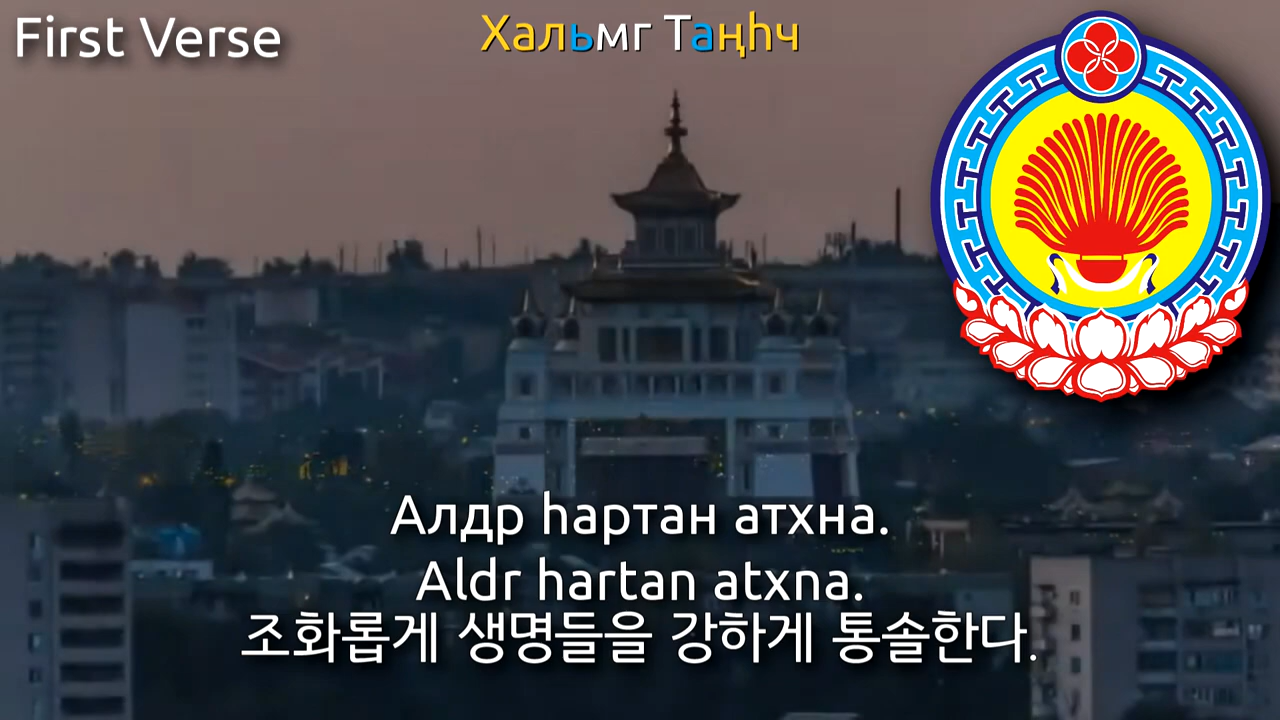 First Verse
Хальмг Таңһч
Алдр һартан атхна.
Aldr hartan atxna.
조화롭게 생명들을 강하게 통솔한다.